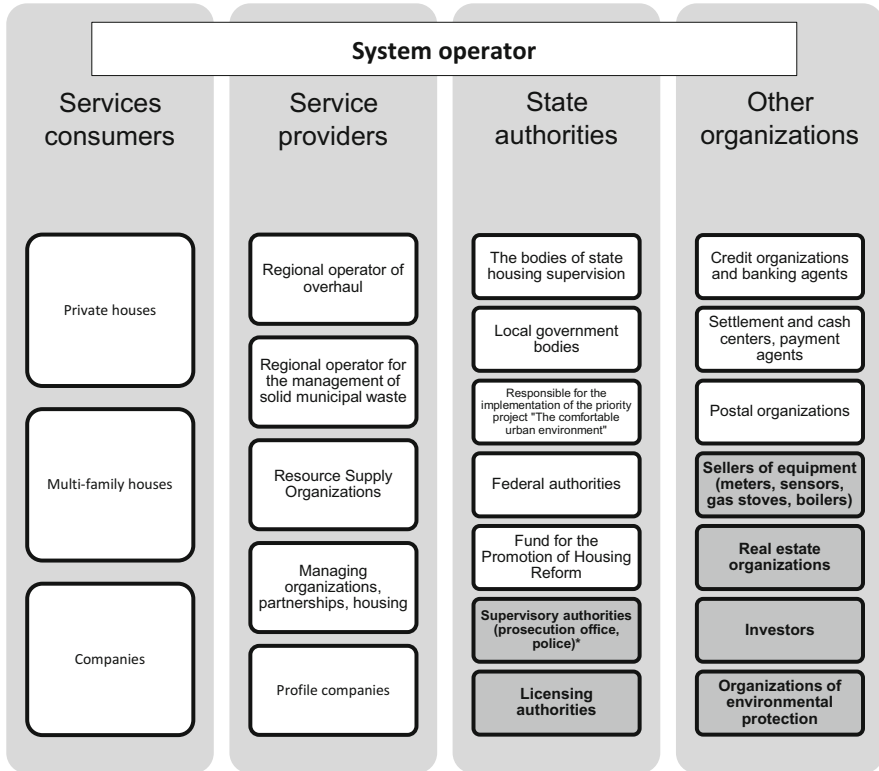 System operator
Services
consumers
Private houses
Multi-family houses
Companies
Service
providers
Regional operator of
overhaul
Regional operator for
the management of
solid municipal waste
Resource Supply
Organizations
Managing
organizations,
partnerships, housing
Profile companies
State
authorities
The bodies of state
housing supervision
Local government
bodies
Responsible for the
implementation of the priority
project "The comfortable
urban environment"
Federal authorities
Fund for the
Promotion of Housing
Reform
Supervisory authorities
(prosecution office,
police)*
Licensing
authorities
Other
organizations
Credit organizations
and banking agents
Settlement and cash
centers, payment
agents
Postal organizations
Sellers of equipment
(meters, sensors,
gas stoves, boilers)
Real estate
organizations
Investors
Organizations of
environmental
protection